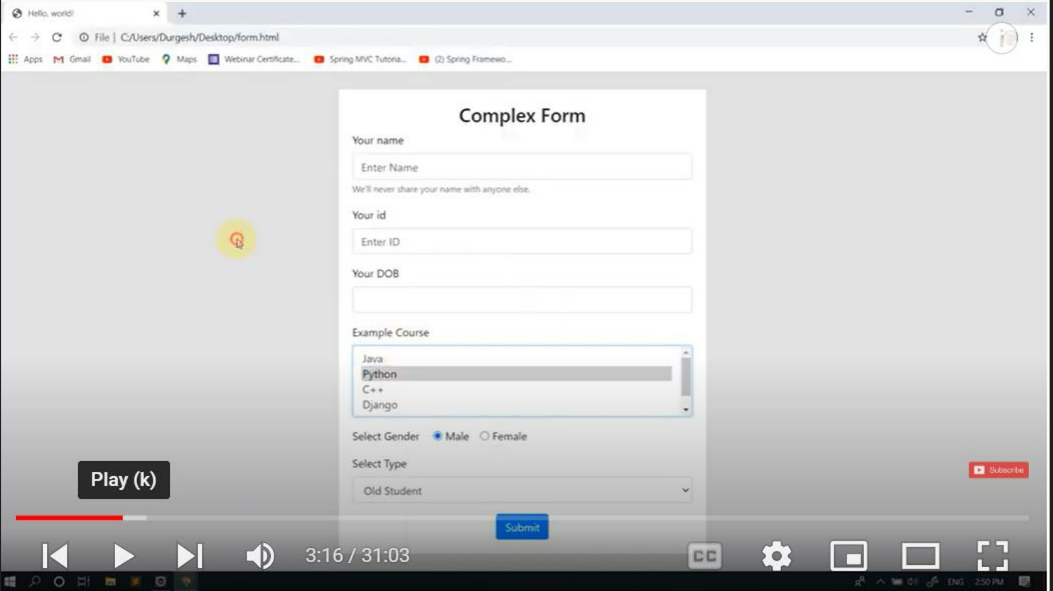 Hello, world!
File | C:/Users/Durgesh/Desktop/form.html
Apps Gmail YouTube Maps Webinar Certificate... Spring MVC Tutoria... (2) Spring Framewo...
Complex Form
Your name
Enter Name
We'll never share your name with anyone else.
Your id
Enter ID
Your DOB
Example Course
Java
Python
C++
Django
Select Gender Male Female
Select Type
Play (k)
Subscribe
Old Student
Submit
3:16 / 31:03
CC
ENG 2:50 PM